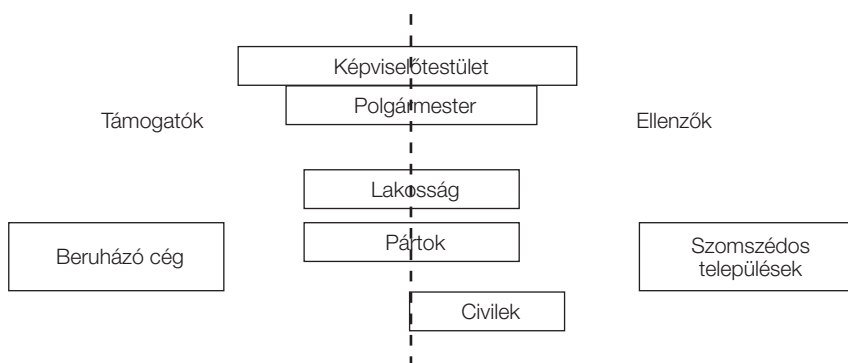 Képviselőtestület
Polgármester
Támogatók
Ellenzők
Lakosság
Beruházó cég
Pártok
Szomszédos
települések
Civilek